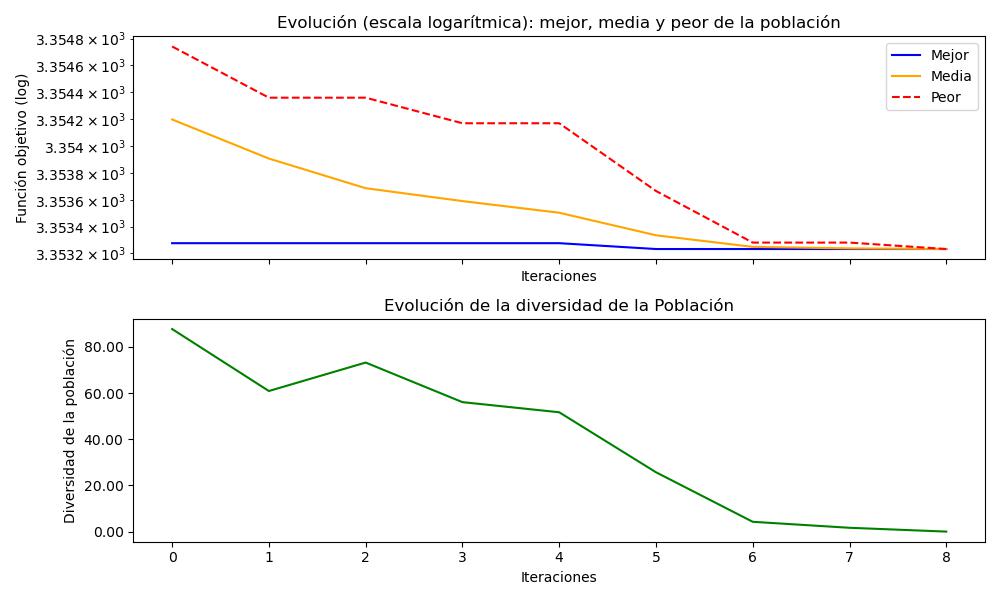 Evolución (escala logarítmica): mejor, media y peor de la población
Función objetivo (log)
3.3548 × 10³
3.3546 × 10³
3.3544 × 10³
3.3542 × 10³
3.354 × 10³
3.3538 × 10³
3.3536 × 10³
3.3534 × 10³
3.3532 × 10³
Mejor
Media
Peor
Iteraciones
Evolución de la diversidad de la Población
Diversidad de la población
80.00
60.00
40.00
20.00
0.00
0 1 2 3 4 5 6 7 8
Iteraciones